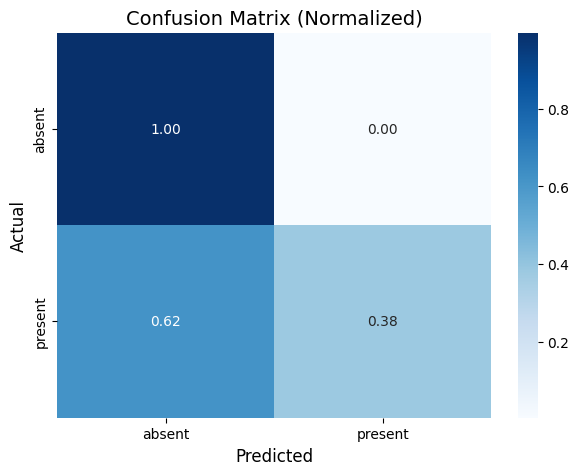 Confusion Matrix (Normalized)
Actual
absent
1.00
0.00
present
0.62
0.38
absent
present
Predicted
0.8
0.6
0.4
0.2